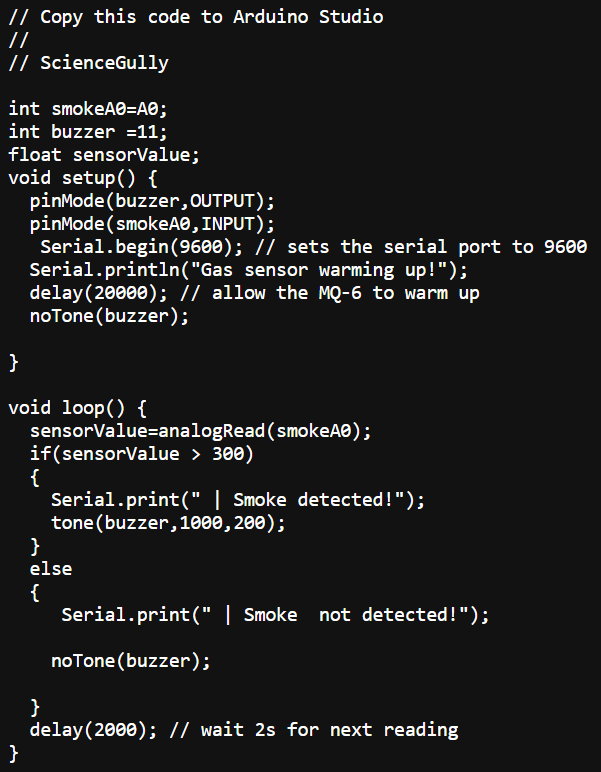 // Copy this code to Arduino Studio
//
// ScienceGully
int smokeA0=A0;
int buzzer =11;
float sensorValue;
void setup() {
  pinMode(buzzer,OUTPUT);
  pinMode(smokeA0,INPUT);
   Serial.begin(9600); // sets the serial port to 9600
  Serial.println("Gas sensor warming up!");
  delay(20000); // allow the MQ-6 to warm up
  noTone(buzzer);
}
void loop() {
  sensorValue=analogRead(smokeA0);
  if(sensorValue > 300)
  {
    Serial.print(" | Smoke detected!");
    tone(buzzer,1000,200);
  }
  else
  {
     Serial.print(" | Smoke  not detected!");
    noTone(buzzer);
  }
  delay(2000); // wait 2s for next reading
}